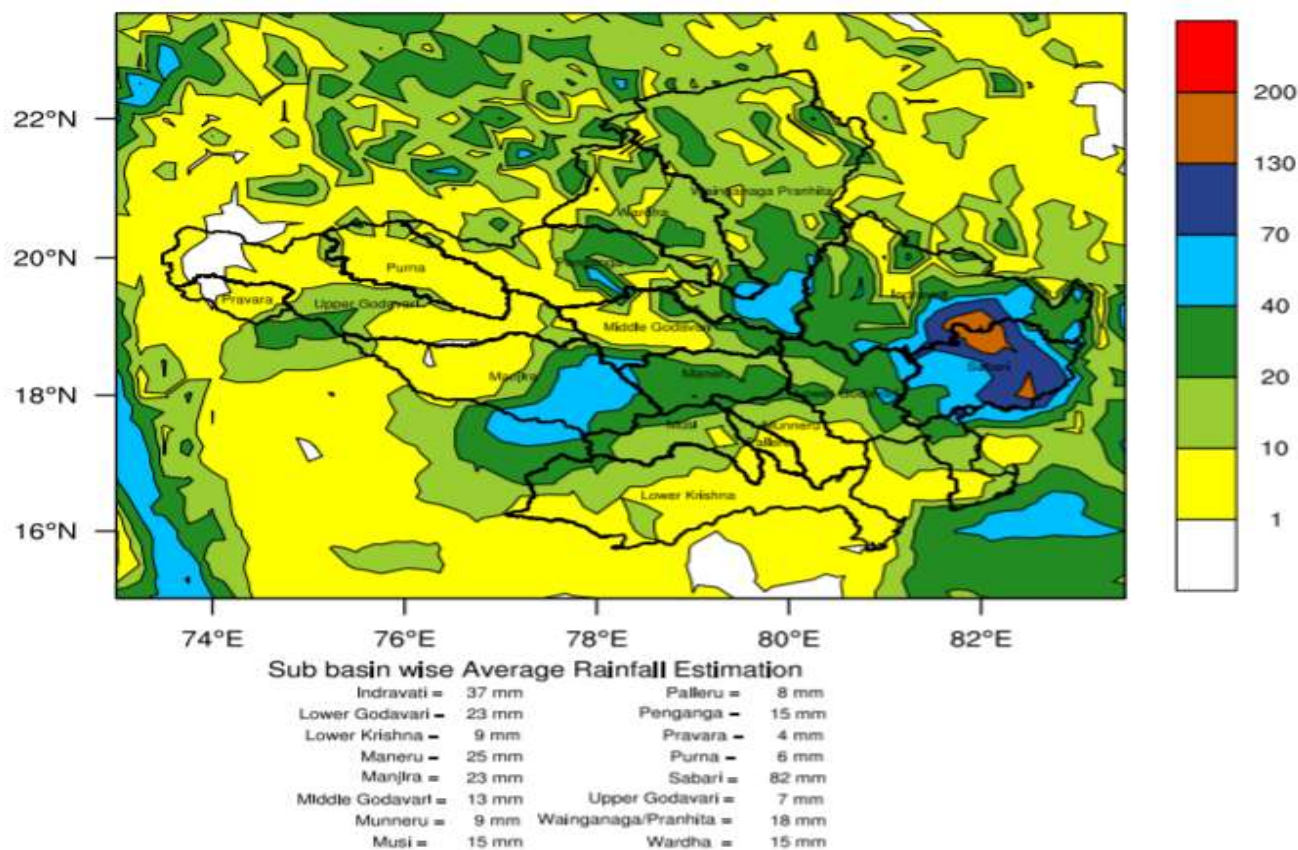 22°N
20°N
18°N
16°N
74°E 76°E 78°E 80°E 82°E
200
130
70
40
20
10
1
Wainganaga Pranhita
Wardha
Purna
Pravara
Upper Godavari
Middle Godavari
Manjira
Maneru
Sabari
Musi
Munneru
Palleru
Lower Krishna
Sub basin wise Average Rainfall Estimation
Indravati = 37 mm Palleru = 8 mm
Lower Godavari = 23 mm Penganga = 15 mm
Lower Krishna = 9 mm Pravara = 4 mm
Maneru = 25 mm Purna = 6 mm
Manjira = 23 mm Sabari = 82 mm
Middle Godavari = 13 mm Upper Godavari = 7 mm
Munneru = 9 mm Wainganaga/Pranhita = 18 mm
Musi = 15 mm Wardha = 15 mm